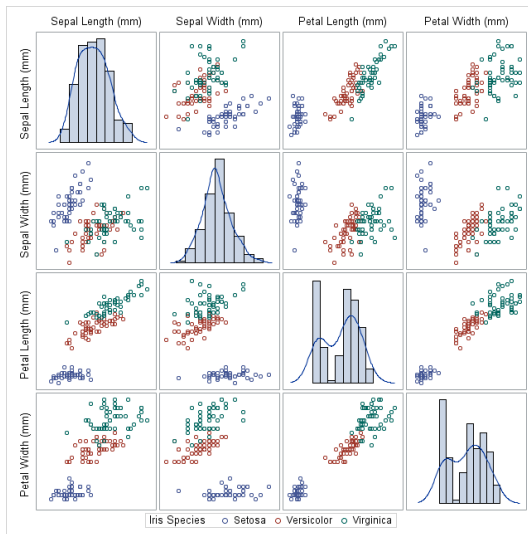 Sepal Length (mm) Sepal Width (mm) Petal Length (mm) Petal Width (mm)
Sepal Length (mm)
Sepal Width (mm)
Petal Length (mm)
Petal Width (mm)
Iris Species Setosa Versicolor Virginica